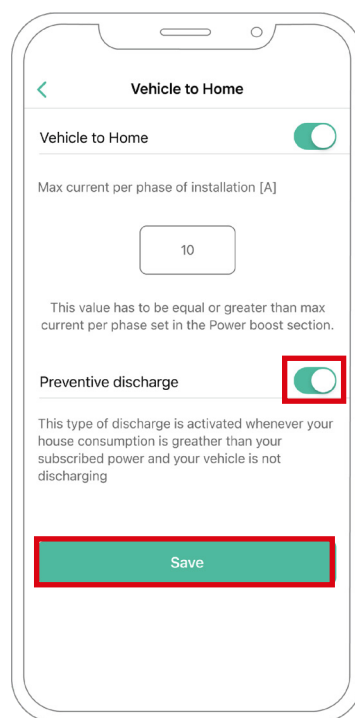 Vehicle to Home
Vehicle to Home
Max current per phase of installation [A]
10
This value has to be equal or greater than max
current per phase set in the Power boost section.
Preventive discharge
This type of discharge is activated whenever your
house consumption is greather than your
subscribed power and your vehicle is not
discharging
Save